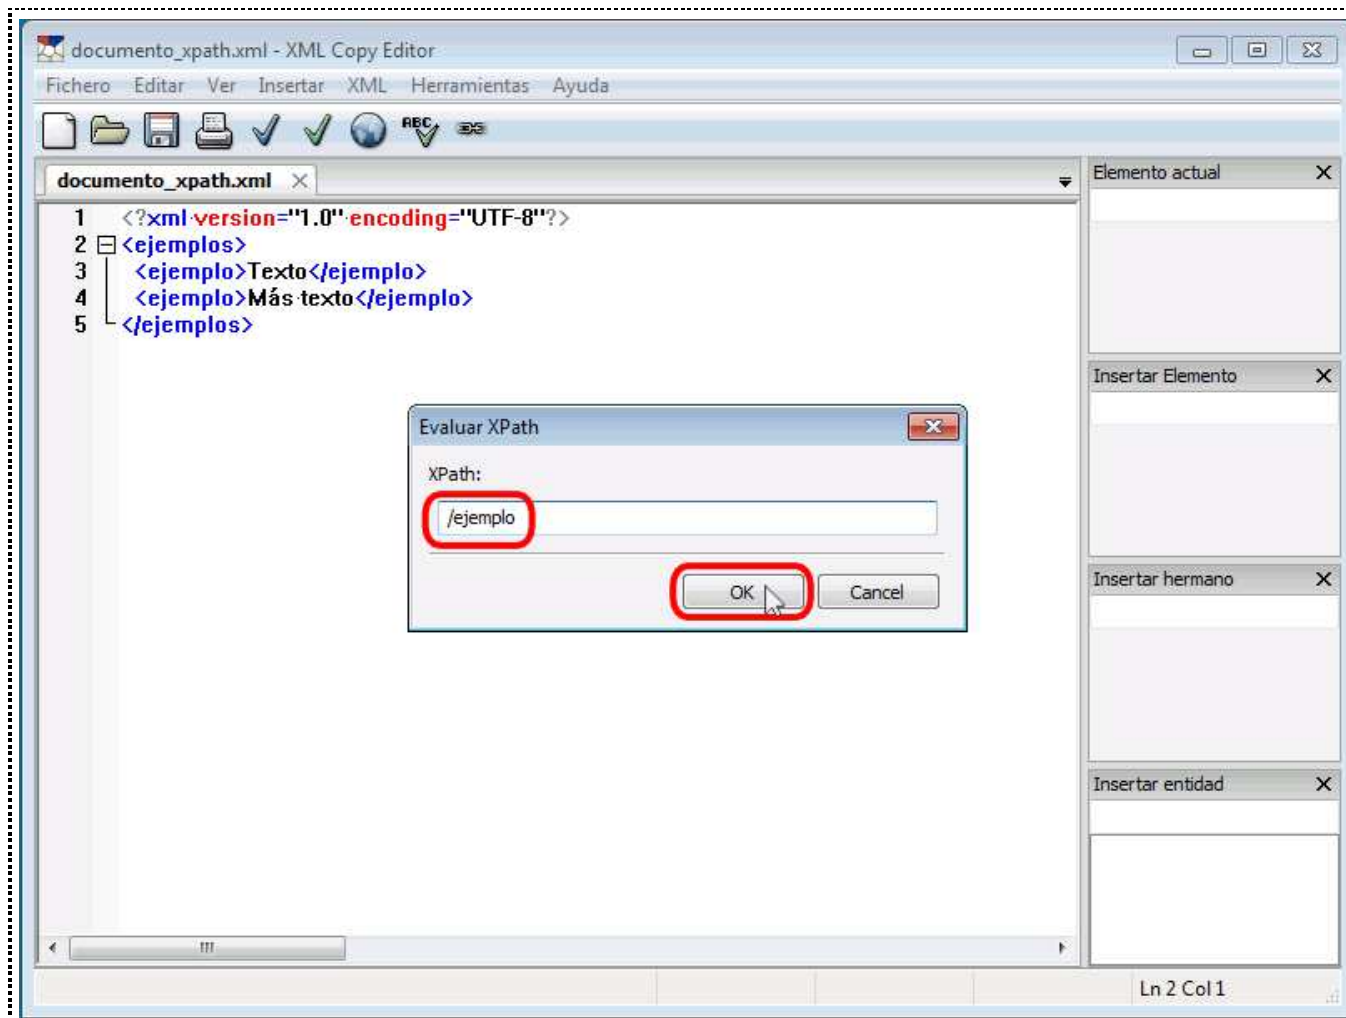 documento_xpath.xml - XML Copy Editor
Fichero Editar Ver Insertar XML Herramientas Ayuda
ABC
documento_xpath.xml
1 <?xml version="1.0" encoding="UTF-8"?>
2 <ejemplos>
3 <ejemplo>Texto</ejemplo>
4 <ejemplo>Más texto</ejemplo>
5 </ejemplos>
Evaluar XPath
XPath:
/ejemplo
OK Cancel
Elemento actual
Insertar Elemento
Insertar hermano
Insertar entidad
Ln 2 Col 1